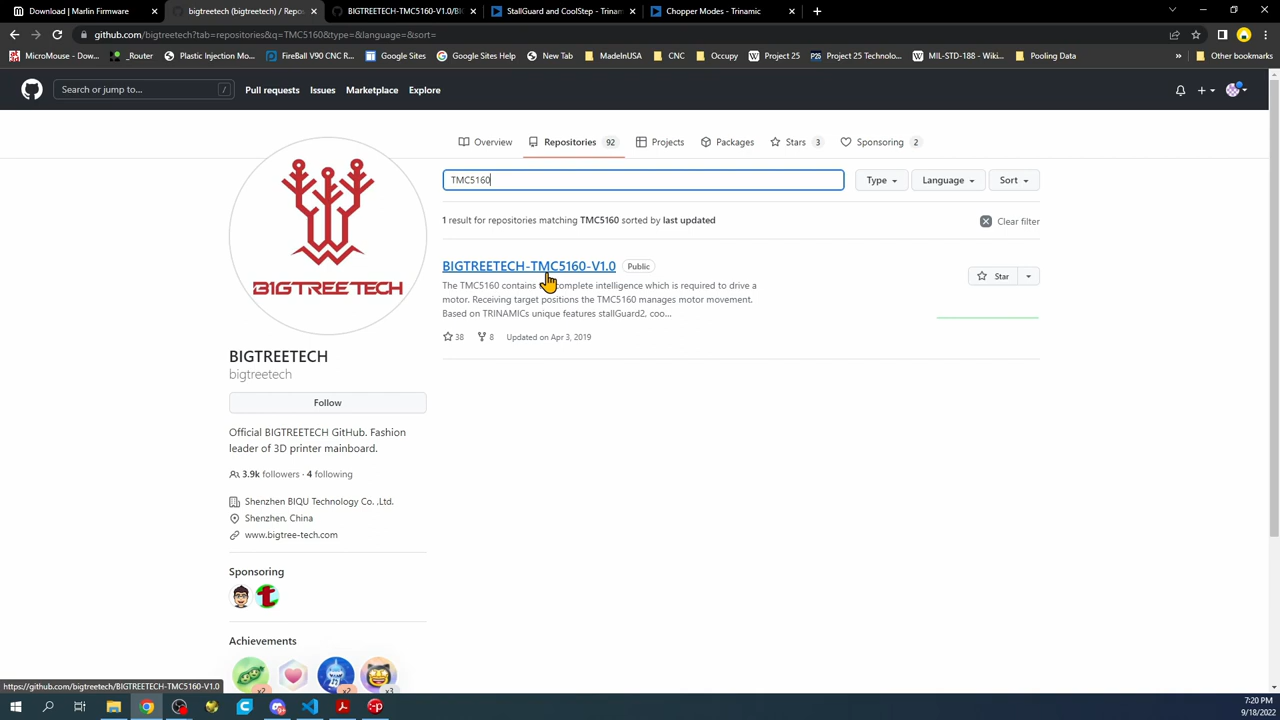 Download | Marlin Firmware
bigtreetech (bigtreetech) / Repos
BIGTREETECH-TMC5160-V1.0/BI
StallGuard and CoolStep - Trinami
Chopper Modes - Trinamic
github.com/bigtreetech?tab=repositories&q=TMC5160&type=&language=&sort=
MicroMouse - Dow...
_Router
Plastic Injection Mo...
FireBall V90 CNC R...
Google Sites
Google Sites Help
New Tab
MadeInUSA
CNC
Occupy
Project 25
Project 25 Technolo...
MIL-STD-188 - Wiki...
Pooling Data
»
Other bookmarks
Search or jump to...
/
Pull requests
Issues
Marketplace
Explore
Overview
Repositories 92
Projects
Packages
Stars 3
Sponsoring 2
TMC5160
Type
Language
Sort
1 result for repositories matching TMC5160 sorted by last updated
Clear filter
BIGTREETECH-TMC5160-V1.0 Public
Star
The TMC5160 contains complete intelligence which is required to drive a
motor. Receiving target positions the TMC5160 manages motor movement.
Based on TRINAMICs unique features stallGuard2, coo...
38 8 Updated on Apr 3, 2019
BIGTREETECH
BIGTREETECH
bigtreetech
Follow
Official BIGTREETECH GitHub. Fashion
leader of 3D printer mainboard.
3.9k followers · 4 following
Shenzhen BIQU Technology Co. ,Ltd.
Shenzhen, China
www.bigtree-tech.com
Sponsoring
Achievements
x2
x2
x3
https://github.com/bigtreetech/BIGTREETECH-TMC5160-V1.0
7:20 PM
9/18/2022